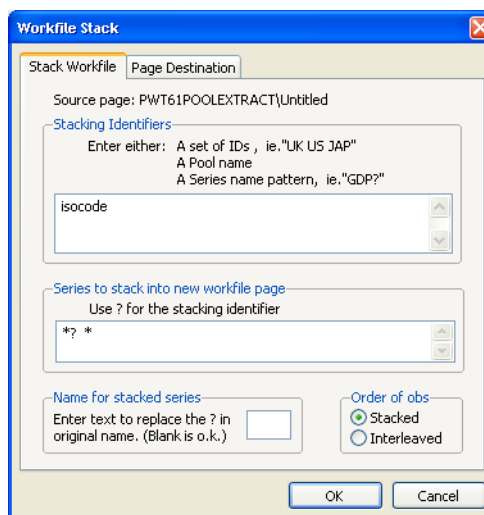 Workfile Stack
Stack Workfile
Page Destination
Source page: PWT61POOLEXTRACT\Untitled
Stacking Identifiers
Enter either: A set of IDs , ie."UK US JAP"
A Pool name
A Series name pattern, ie."GDP?"
isocode
Series to stack into new workfile page
Use ? for the stacking identifier
*? *
Name for stacked series
Enter text to replace the ? in
original name. (Blank is o.k.)
Order of obs
Stacked
Interleaved
OK
Cancel